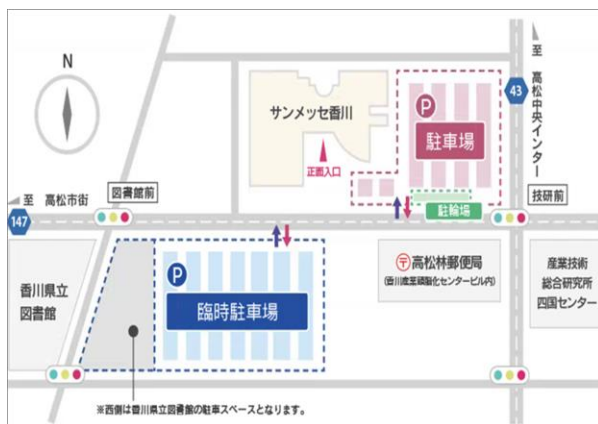 N
サンメッセ香川
正面入口
P
駐車場
駐輪場
43
至
高松中央インター
至 高松市街
147
図書館前
技研前
香川県立
図書館
P
臨時駐車場
〒高松林郵便局
(香川産業頭脳化センタービル内)
産業技術
総合研究所
四国センター
※西側は香川県立図書館の駐車スペースとなります。